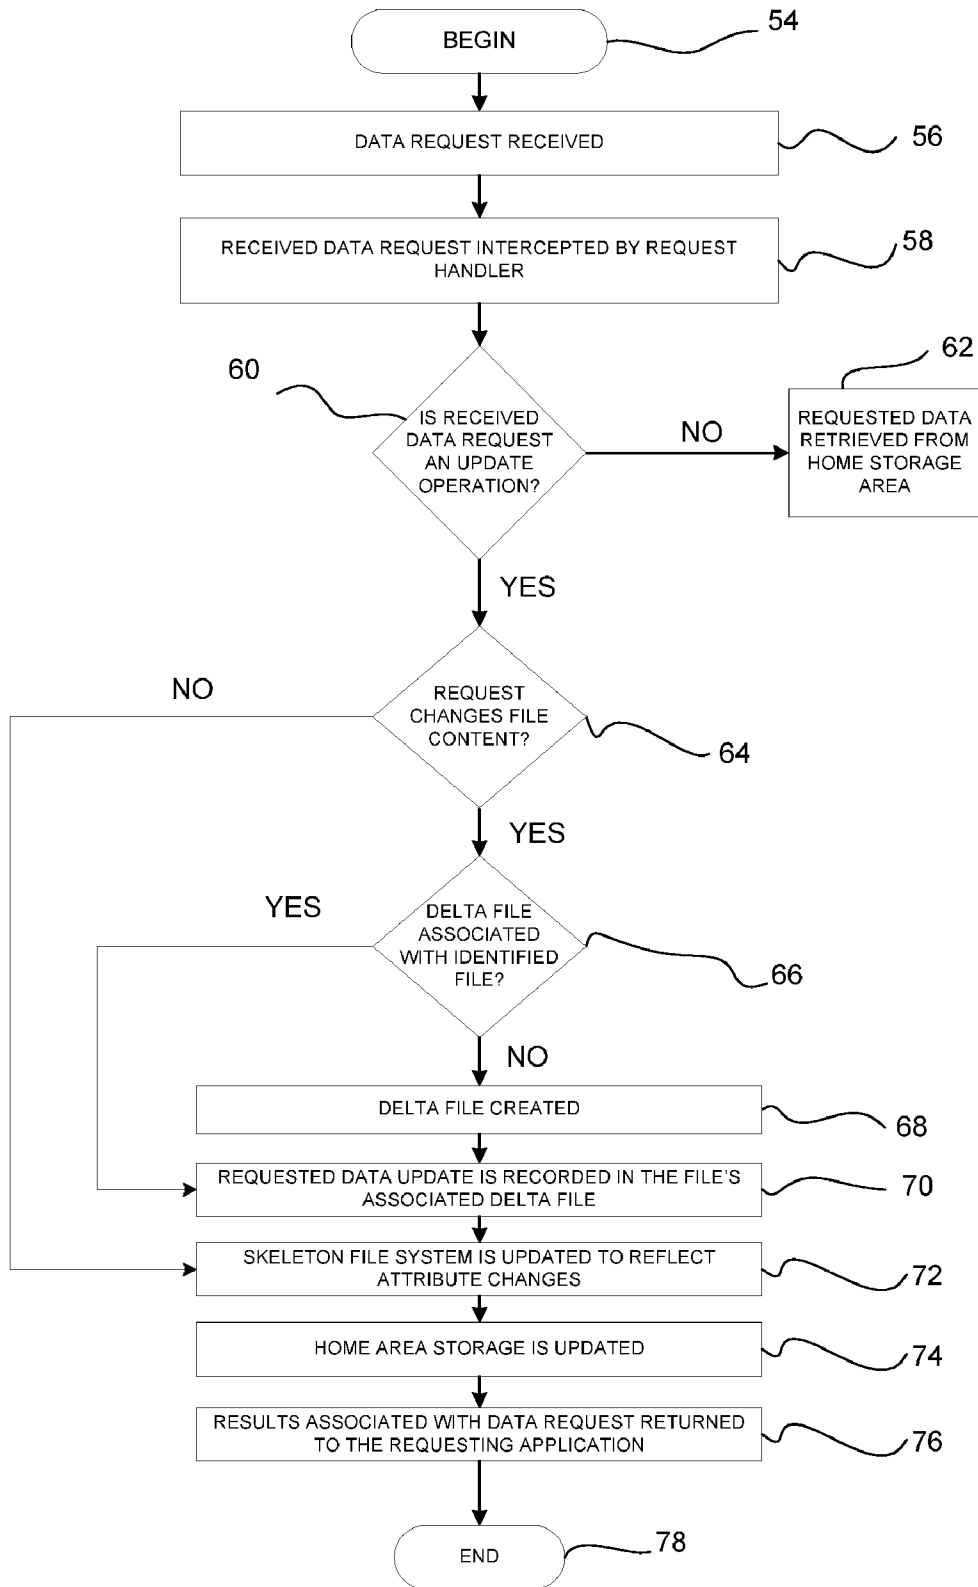 BEGIN
54
DATA REQUEST RECEIVED
56
RECEIVED DATA REQUEST INTERCEPTED BY REQUEST
HANDLER
58
60
IS RECEIVED
DATA REQUEST
AN UPDATE
OPERATION?
NO
62
REQUESTED DATA
RETRIEVED FROM
HOME STORAGE
AREA
YES
NO
REQUEST
CHANGES FILE
CONTENT?
64
YES
YES
DELTA FILE
ASSOCIATED
WITH IDENTIFIED
FILE?
66
NO
DELTA FILE CREATED
68
REQUESTED DATA UPDATE IS RECORDED IN THE FILE'S
ASSOCIATED DELTA FILE
70
SKELETON FILE SYSTEM IS UPDATED TO REFLECT
ATTRIBUTE CHANGES
72
HOME AREA STORAGE IS UPDATED
74
RESULTS ASSOCIATED WITH DATA REQUEST RETURNED
TO THE REQUESTING APPLICATION
76
END
78